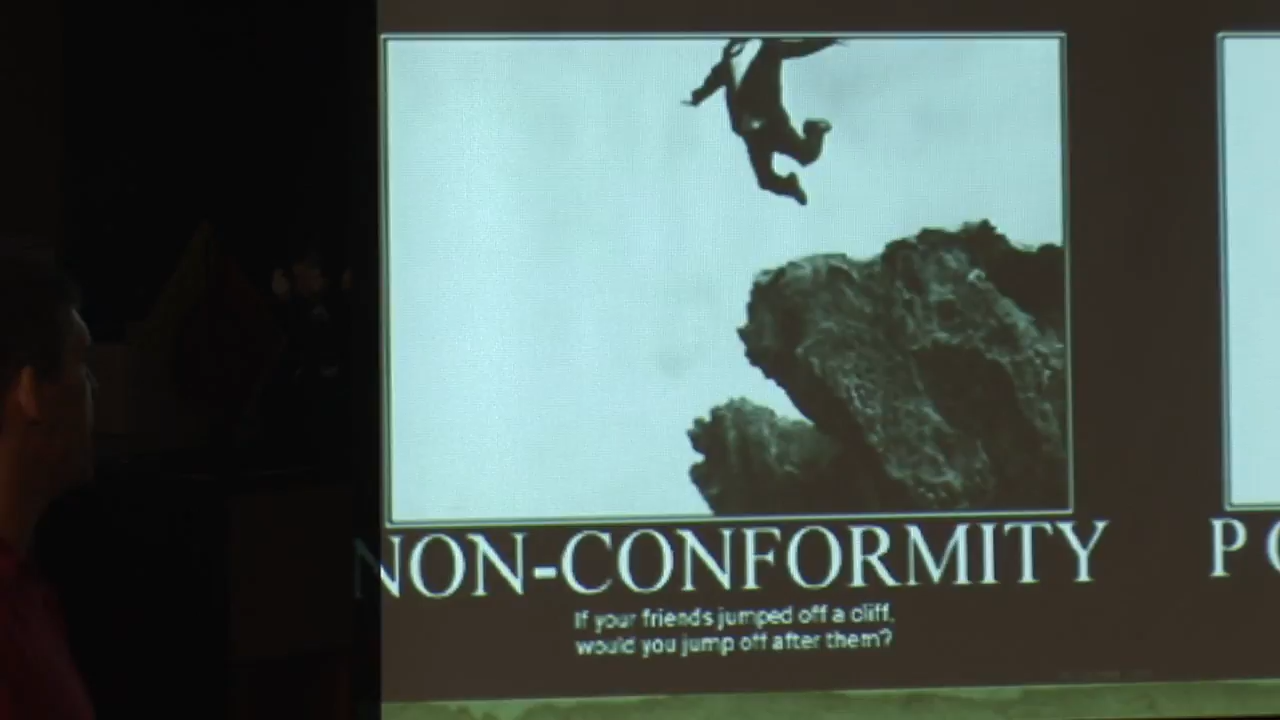 NON-CONFORMITY
If your friends jumped off a cliff,
would you jump off after them?